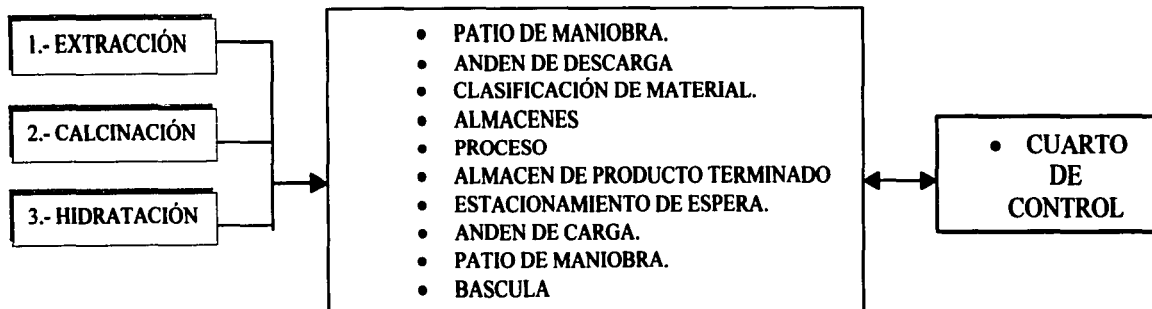 1.- EXTRACCIÓN
2.- CALCINACIÓN
3.- HIDRATACIÓN
• PATIO DE MANIOBRA.
• ANDEN DE DESCARGA
• CLASIFICACIÓN DE MATERIAL.
• ALMACENES
• PROCESO
• ALMACEN DE PRODUCTO TERMINADO
• ESTACIONAMIENTO DE ESPERA.
• ANDEN DE CARGA.
• PATIO DE MANIOBRA.
• BASCULA
• CUARTO
DE
CONTROL